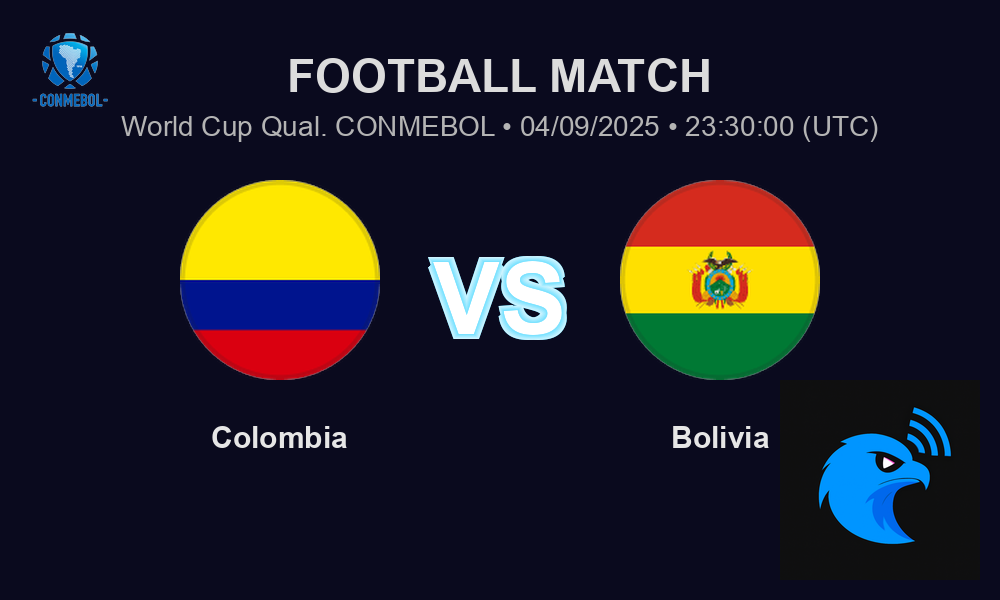 FOOTBALL MATCH
-CONMEBOL-
World Cup Qual. CONMEBOL • 04/09/2025 • 23:30:00 (UTC)
VS
Colombia
Bolivia